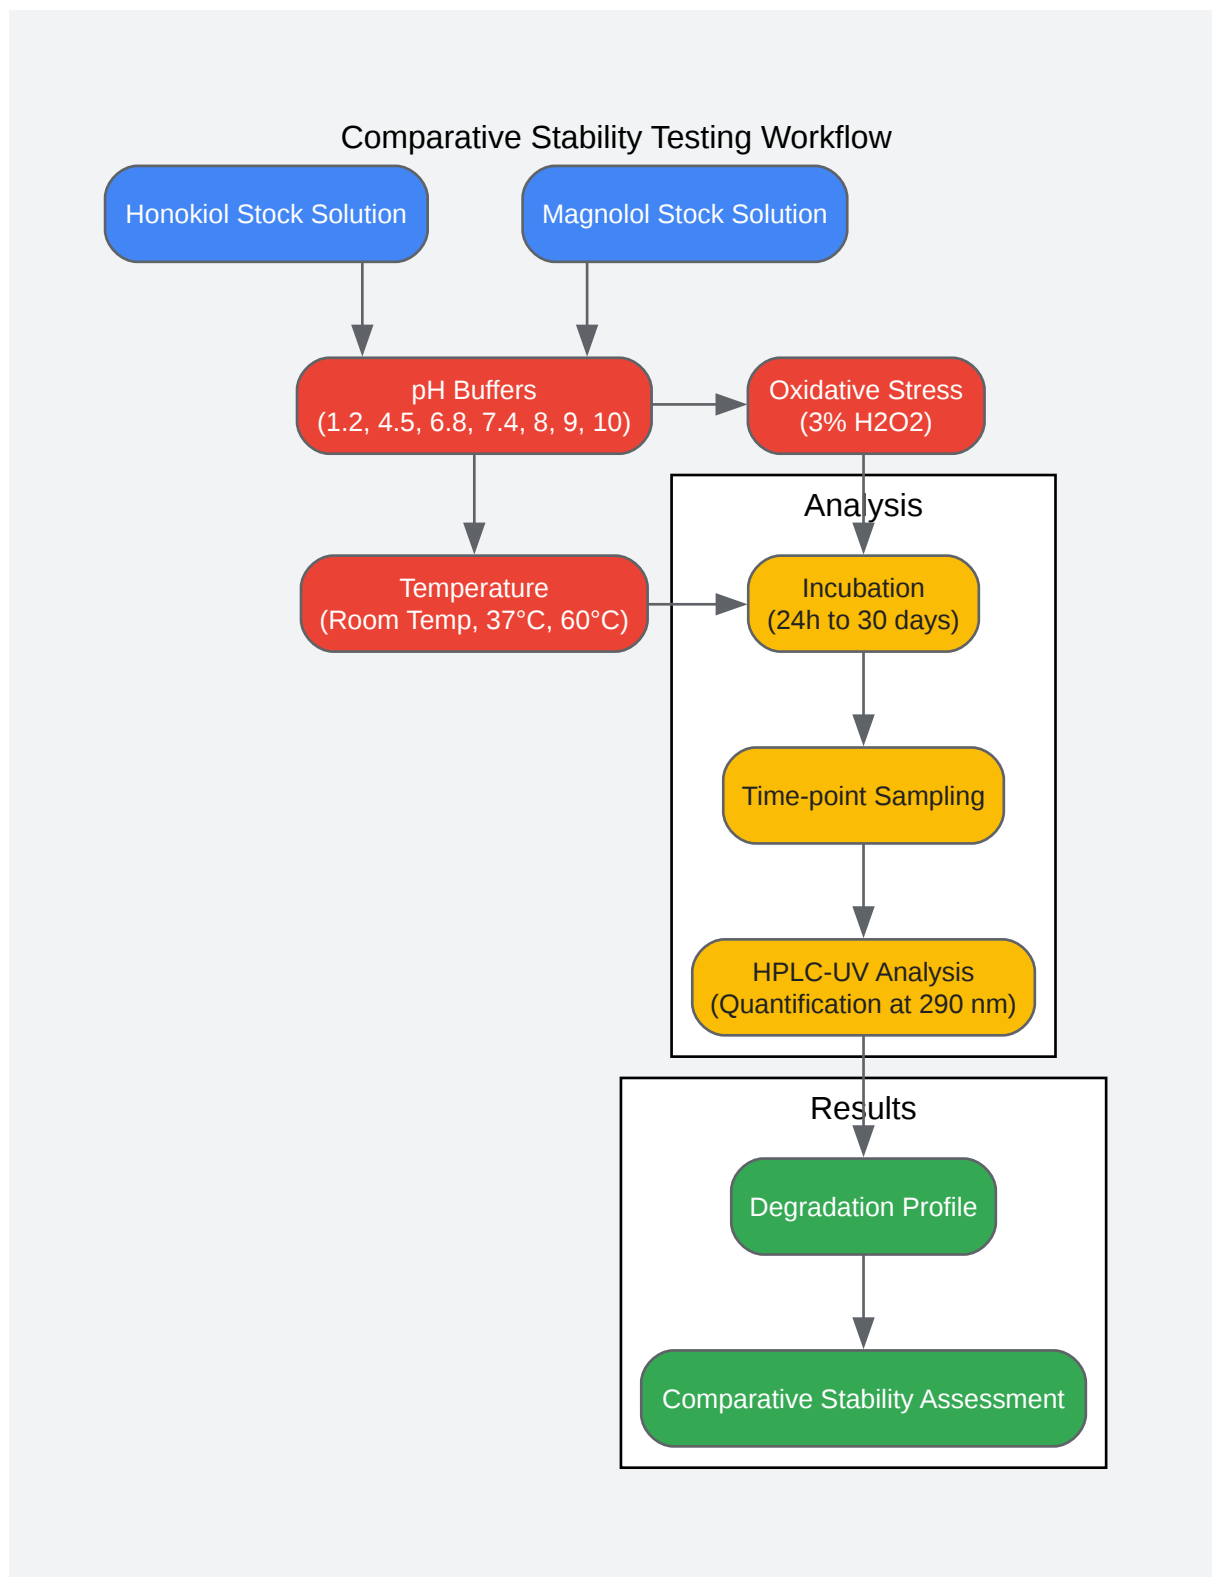 Comparative Stability Testing Workflow
Honokiol Stock Solution
Magnolol Stock Solution
pH Buffers
(1.2, 4.5, 6.8, 7.4, 8, 9, 10)
Oxidative Stress
(3% H2O2)
Analysis
Temperature
(Room Temp, 37°C, 60°C)
Incubation
(24h to 30 days)
Time-point Sampling
HPLC-UV Analysis
(Quantification at 290 nm)
Results
Degradation Profile
Comparative Stability Assessment